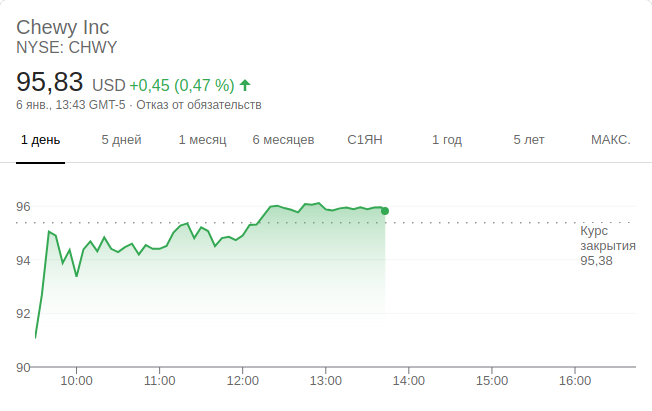 Chewy Inc
NYSE: CHWY
95,83 USD +0,45 (0,47 %)
6 янв., 13:43 GMT-5 · Отказ от обязательств
1 день 5 дней 1 месяц 6 месяцев С1ЯН 1 год 5 лет МАКС.
96
Курс
закрытия
94
95,38
92
90
10:00 11:00 12:00 13:00 14:00 15:00 16:00